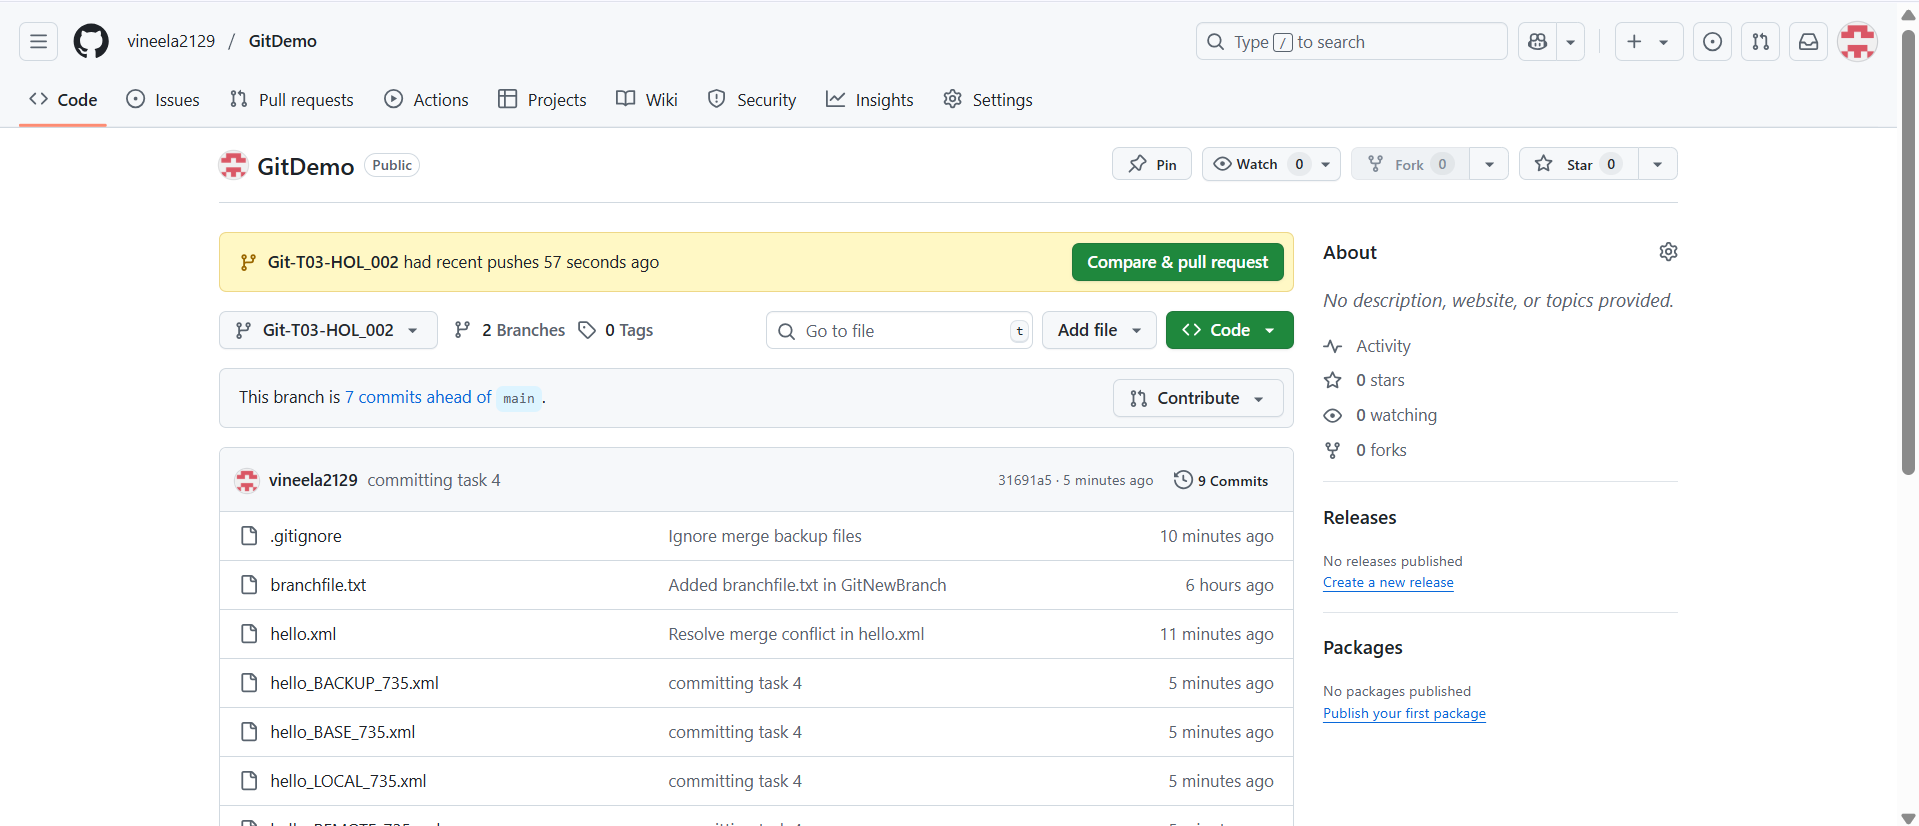 vineela2129 / GitDemo
Type / to search
Code Issues Pull requests Actions Projects Wiki Security Insights Settings
GitDemo Public
Pin Watch 0 Fork 0 Star 0
Git-T03-HOL_002 had recent pushes 57 seconds ago
Compare & pull request
Git-T03-HOL_002 2 Branches 0 Tags
Go to file t
Add file
Code
This branch is 7 commits ahead of main .
Contribute
vineela2129 committing task 4 31691a5 · 5 minutes ago 9 Commits
.gitignore Ignore merge backup files 10 minutes ago
branchfile.txt Added branchfile.txt in GitNewBranch 6 hours ago
hello.xml Resolve merge conflict in hello.xml 11 minutes ago
hello_BACKUP_735.xml committing task 4 5 minutes ago
hello_BASE_735.xml committing task 4 5 minutes ago
hello_LOCAL_735.xml committing task 4 5 minutes ago
About
No description, website, or topics provided.
Activity
0 stars
0 watching
0 forks
Releases
No releases published
Create a new release
Packages
No packages published
Publish your first package